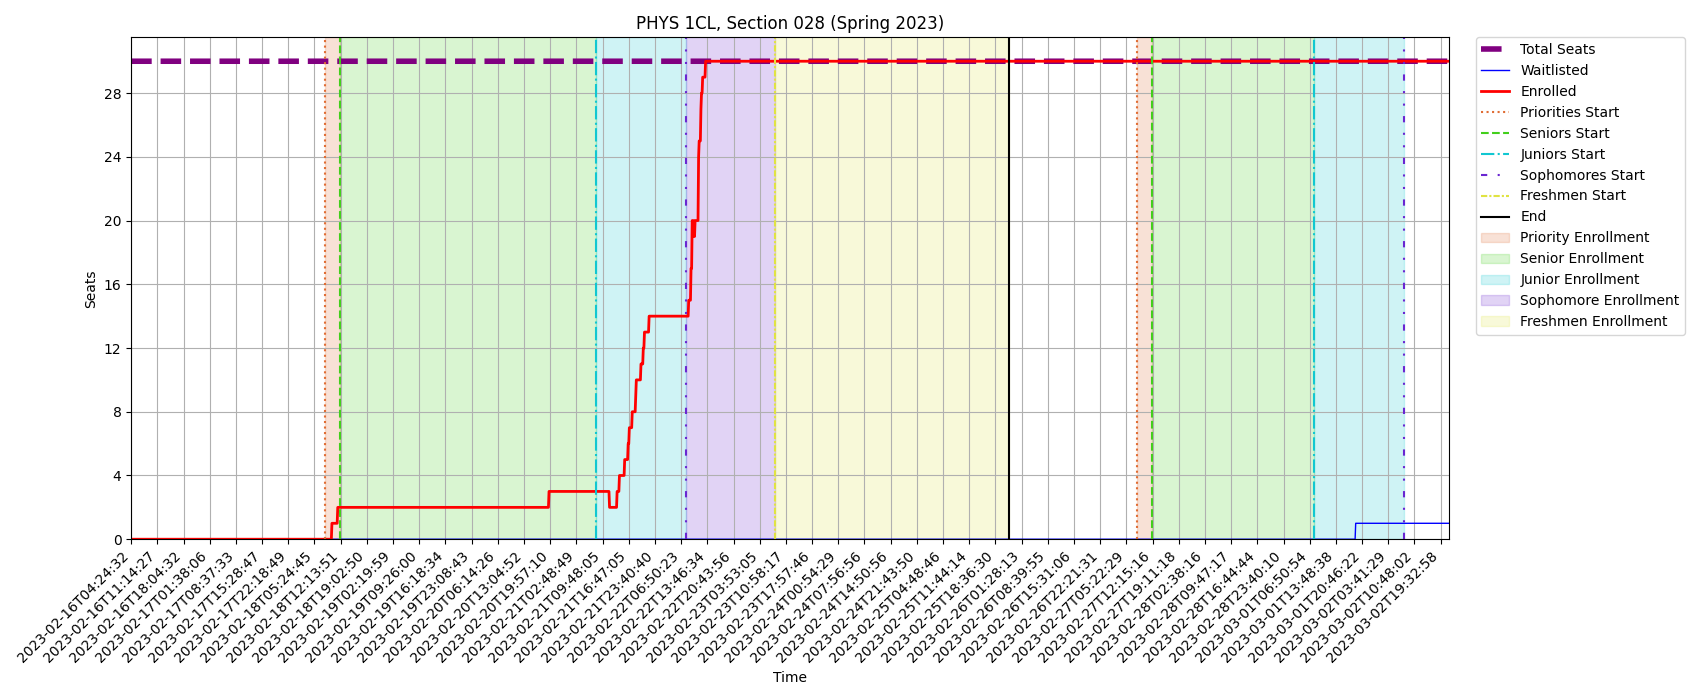 PHYS 1CL, Section 028 (Spring 2023)
Total Seats
Waitlisted
Enrolled
Priorities Start
Seniors Start
Juniors Start
Sophomores Start
Freshmen Start
End
Priority Enrollment
Senior Enrollment
Junior Enrollment
Sophomore Enrollment
Freshmen Enrollment
Seats
28
24
20
16
12
8
4
0
2023-02-16T04:24:32
2023-02-16T11:14:27
2023-02-16T18:04:32
2023-02-17T01:38:06
2023-02-17T08:37:33
2023-02-17T15:28:47
2023-02-17T22:18:49
2023-02-18T05:24:45
2023-02-18T12:13:51
2023-02-18T19:02:50
2023-02-19T02:19:59
2023-02-19T09:26:00
2023-02-19T16:18:34
2023-02-19T23:08:43
2023-02-20T06:14:26
2023-02-20T13:04:52
2023-02-20T19:57:10
2023-02-21T02:48:49
2023-02-21T09:48:05
2023-02-21T16:47:05
2023-02-21T23:40:40
2023-02-22T06:50:23
2023-02-22T13:46:34
2023-02-22T20:43:56
2023-02-23T03:53:05
2023-02-23T10:58:17
2023-02-23T17:57:46
2023-02-24T00:54:29
2023-02-24T07:56:56
2023-02-24T14:50:56
2023-02-24T21:43:50
2023-02-25T04:48:46
2023-02-25T11:44:14
2023-02-25T18:36:30
2023-02-26T01:28:13
2023-02-26T08:39:55
2023-02-26T15:31:06
2023-02-26T22:21:31
2023-02-27T05:22:29
2023-02-27T12:15:16
2023-02-27T19:11:18
2023-02-28T02:38:16
2023-02-28T09:47:17
2023-02-28T16:44:44
2023-02-28T23:40:10
2023-03-01T06:50:54
2023-03-01T13:48:38
2023-03-01T20:46:22
2023-03-02T03:41:29
2023-03-02T10:48:02
2023-03-02T19:32:58
Time